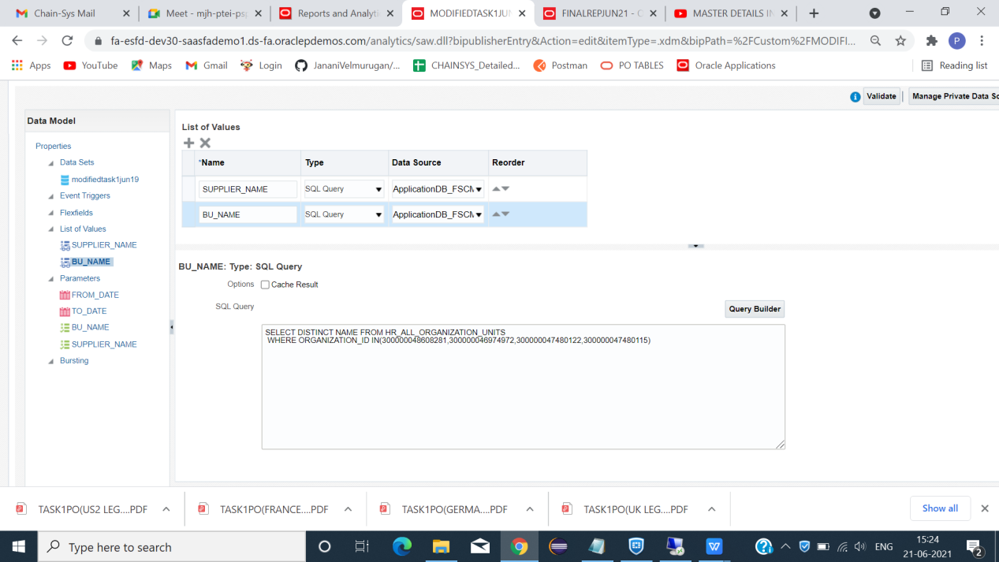 Chain-Sys Mail
Meet - mjh-ptei-psp
Reports and Analyti
MODIFIEDTASK1JUN
FINALREPJUN21 - O
MASTER DETAILS IN
fa-esfd-dev30-saasfademo1.ds-fa.oraclepdemos.com/analytics/saw.dll?bipublisherEntry&Action=edit&itemType=.xdm&bipPath=%2FCustom%2FMODIFI...
P
Apps
YouTube
Maps
Gmail
Login
JananiVelmurugan/...
CHAINSYS_Detailed...
Postman
PO TABLES
Oracle Applications
Reading list
Validate
Manage Private Data So
Data Model
Properties
Data Sets
modifiedtask1jun19
Event Triggers
Flexfields
List of Values
SUPPLIER_NAME
BU_NAME
Parameters
FROM_DATE
TO_DATE
BU_NAME
SUPPLIER_NAME
Bursting
List of Values
*Name Type Data Source Reorder
SUPPLIER_NAME SQL Query ApplicationDB_FSCM
BU_NAME SQL Query ApplicationDB_FSCM
BU_NAME: Type: SQL Query
Options Cache Result
SQL Query
Query Builder
SELECT DISTINCT NAME FROM HR_ALL_ORGANIZATION_UNITS
WHERE ORGANIZATION_ID IN(300000048608281,300000046974972,300000047480122,300000047480115)
TASK1PO(US2 LEG....PDF
TASK1PO(FRANCE....PDF
TASK1PO(GERMA....PDF
TASK1PO(UK LEG....PDF
Show all
Type here to search
ENG
15:24
21-06-2021
2